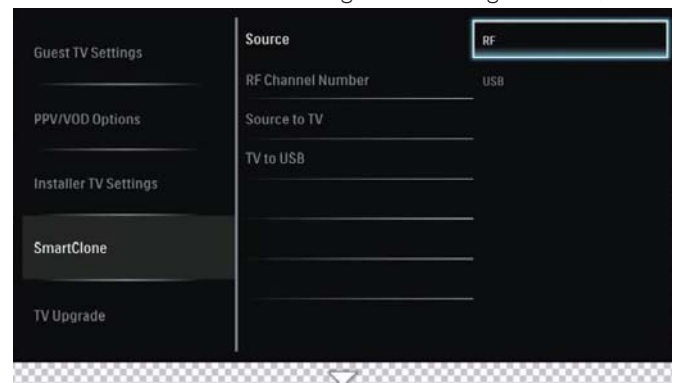 Guest TV Settings
PPV/VOD Options
Installer TV Settings
SmartClone
TV Upgrade
Source
RF Channel Number
Source to TV
TV to USB
RF
USB